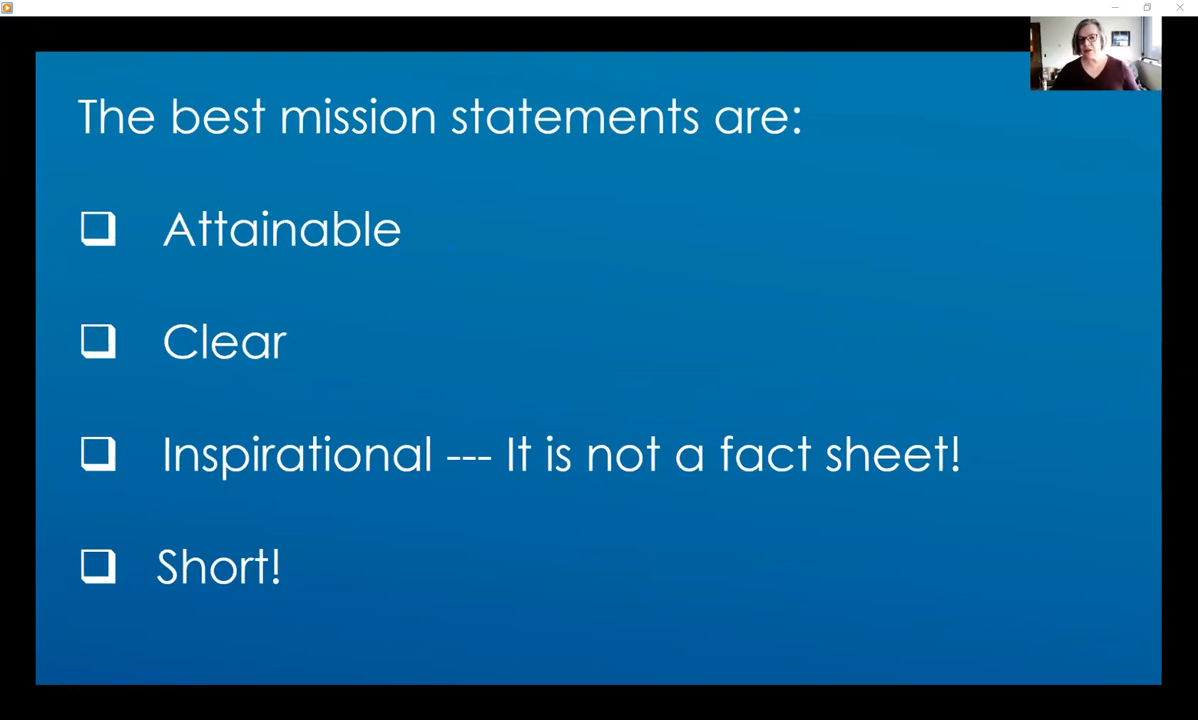 The best mission statements are:
Attainable
Clear
Inspirational --- It is not a fact sheet!
Short!